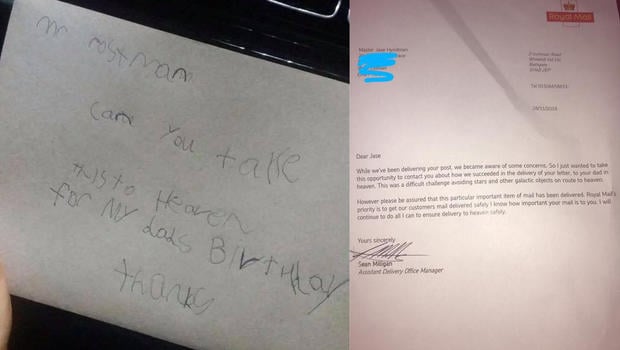 Mr Postman
can you take
this to Heaven
for My dads Birthday
thanks
Royal Mail
Master Jase Hyndman
Bathgate
28/11/2018
Dear Jase
While we've been delivering your post, we became aware of some concerns. So I just wanted to take
this opportunity to contact you about how we succeeded in the delivery of your letter, to your dad in
heaven. This was a difficult challenge avoiding stars and other galactic objects on route to heaven.
However please be assured that this particular important item of mail has been delivered. Royal Mail's
priority is to get our customers mail delivered safely I know how important your mail is to you. I will
continue to do all I can to ensure delivery to heaven safely.
Yours sincerely
Sean Milligan
Assistant Delivery Office Manager